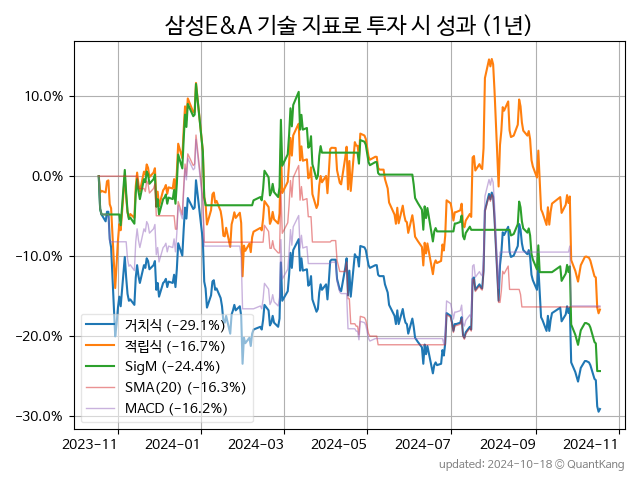 삼성E&A 기술 지표로 투자 시 성과 (1년)
10.0%
0.0%
−10.0%
−20.0%
−30.0%
거치식 (−29.1%)
적립식 (−16.7%)
SigM (−24.4%)
SMA(20) (−16.3%)
MACD (−16.2%)
2023-11 2024-01 2024-03 2024-05 2024-07 2024-09 2024-11
updated: 2024-10-18 ⓒ QuantKang